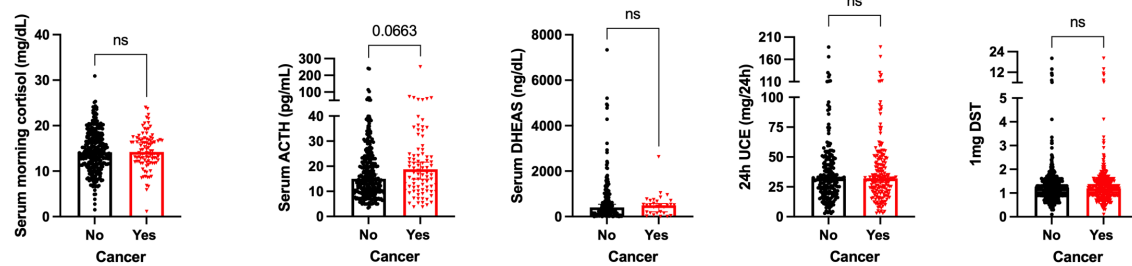 ns
Serum morning cortisol (mg/dL)
40
30
20
10
0
No Yes
Cancer
0.0663
Serum ACTH (pg/mL)
300
200
100
40
30
20
10
0
No Yes
Cancer
ns
Serum DHEAS (ng/dL)
8000
6000
4000
2000
0
No Yes
Cancer
ns
24h UCE (mg/24h)
210
160
110
100
75
50
25
0
No Yes
Cancer
ns
1mg DST
24
12
5
4
3
2
1
0
No Yes
Cancer